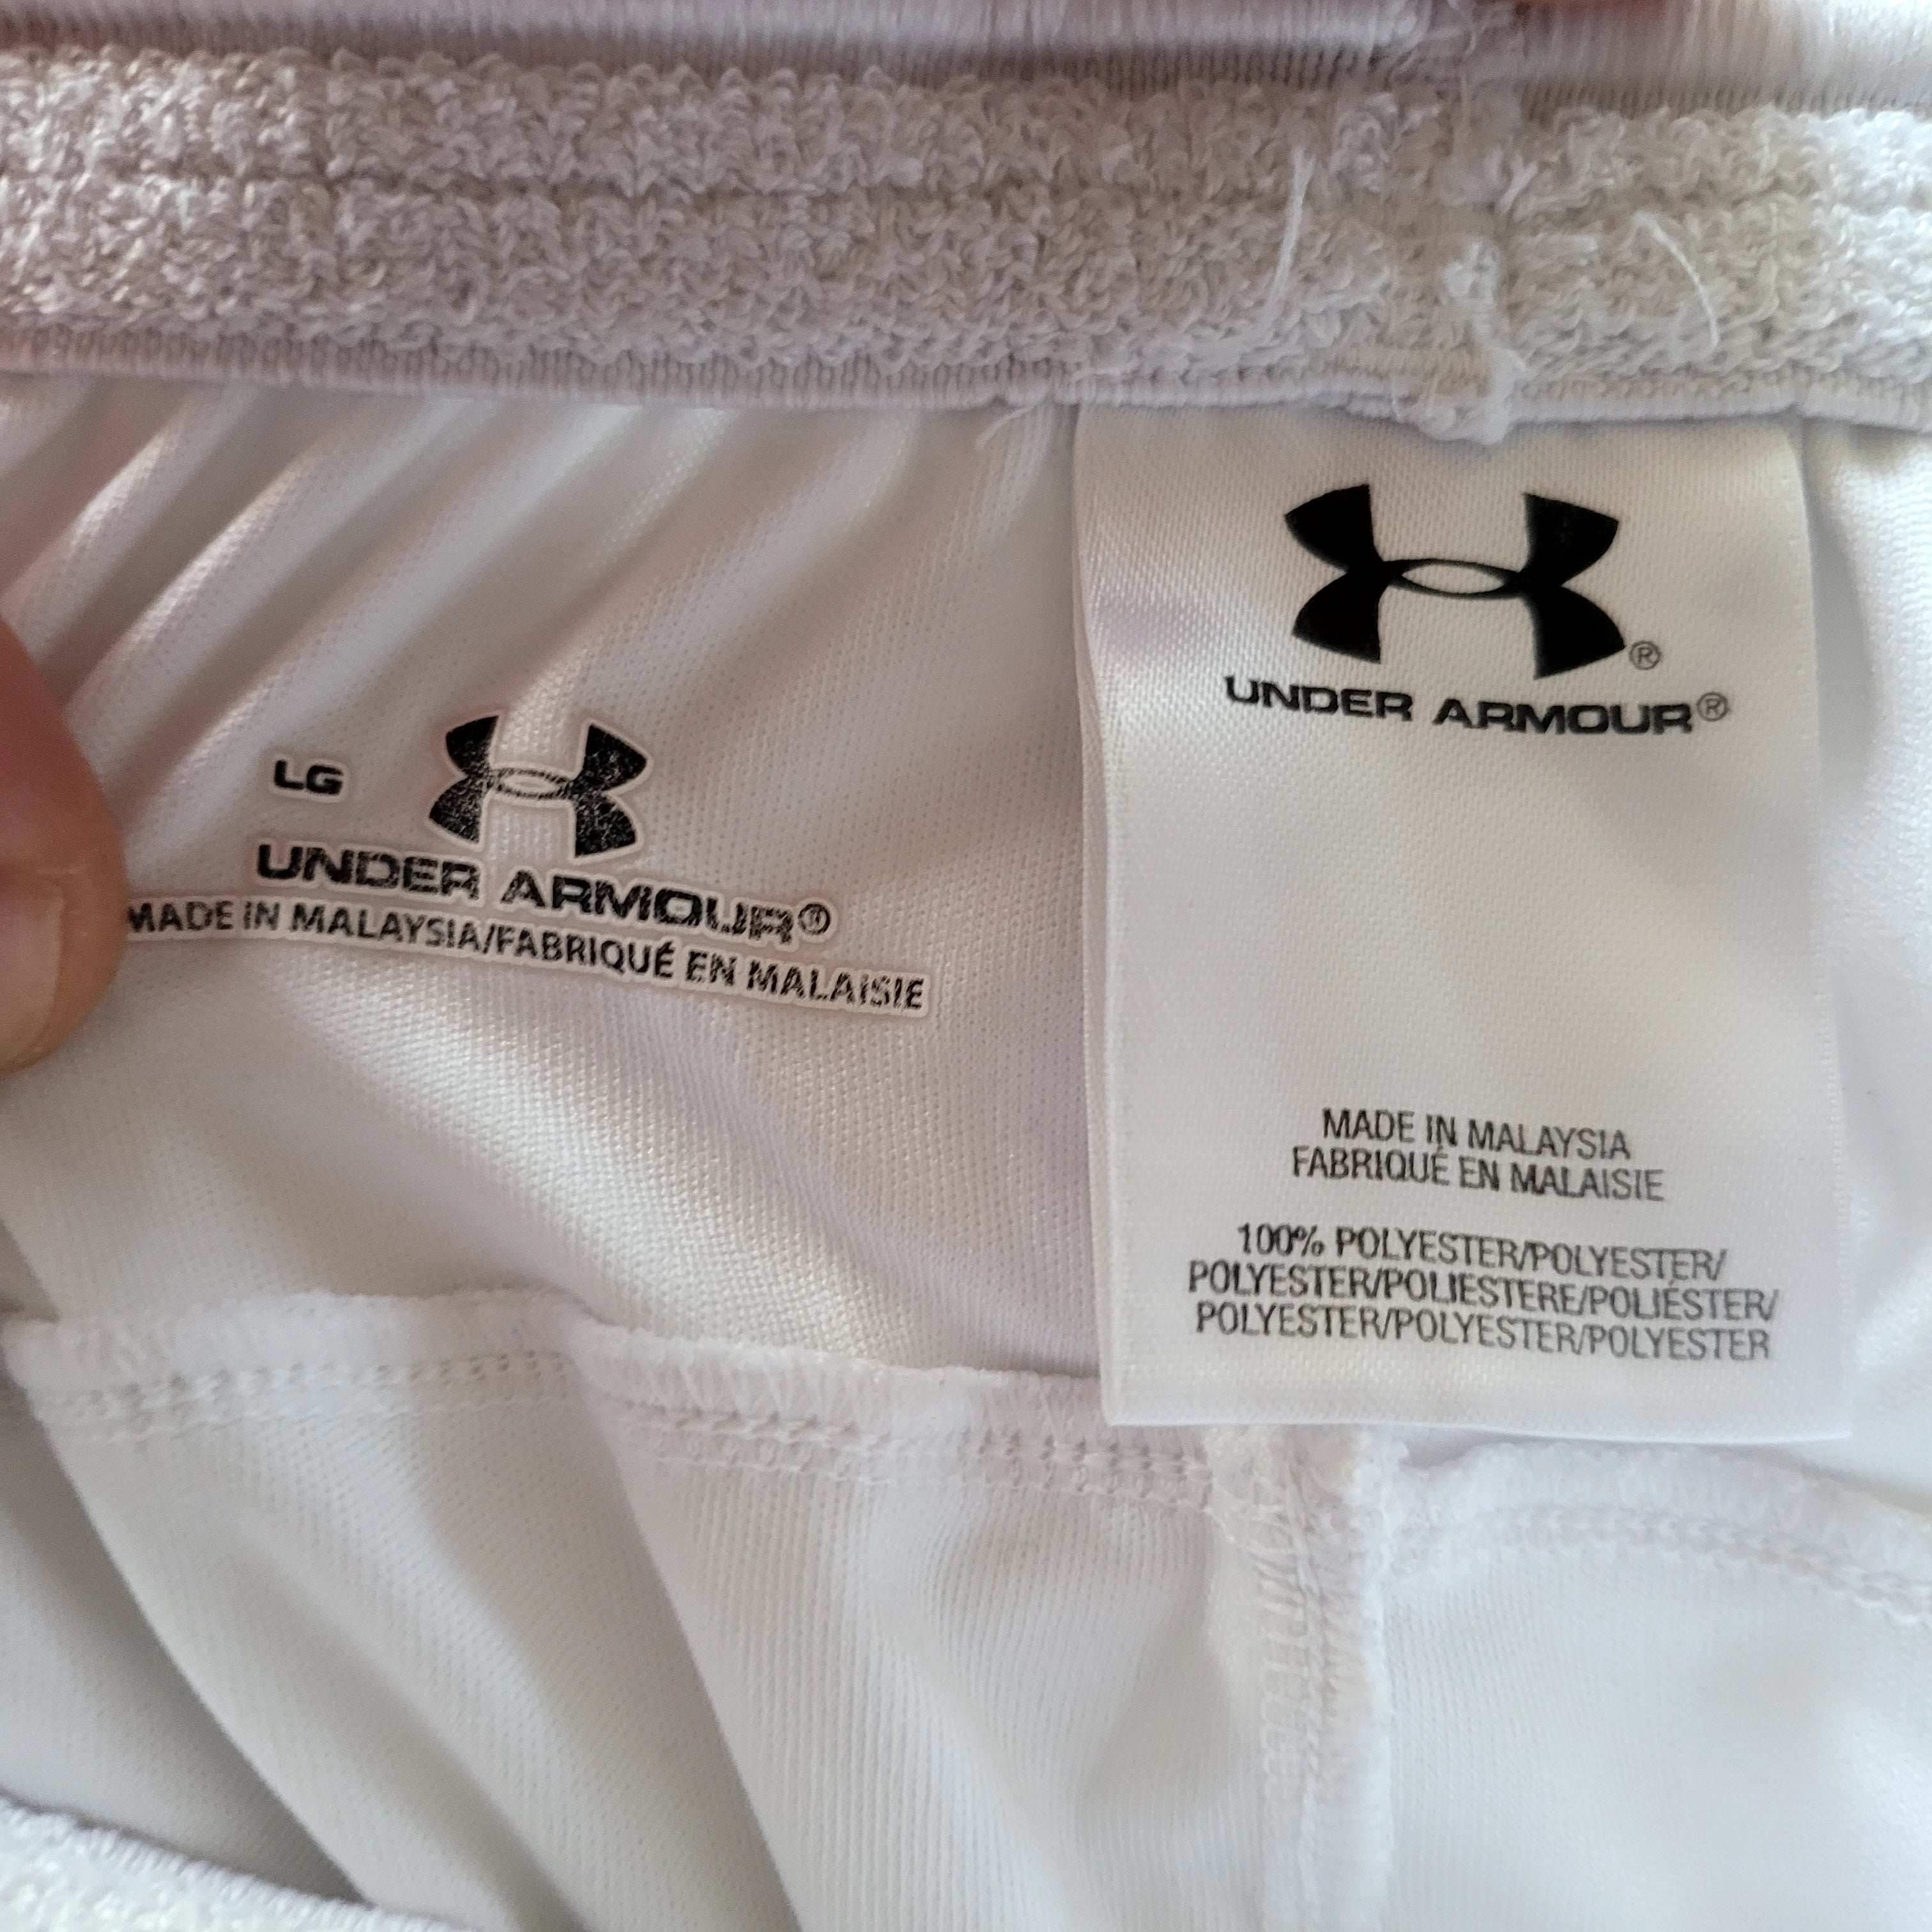 LG
UNDER ARMOUR®
MADE IN MALAYSIA/FABRIQUÉ EN MALAISIE
®
UNDER ARMOUR®
MADE IN MALAYSIA
FABRIQUÉ EN MALAISIE
100% POLYESTER/POLYESTER/
POLYESTER/POLIESTERE/POLIÉSTER/
POLYESTER/POLYESTER/POLYESTER